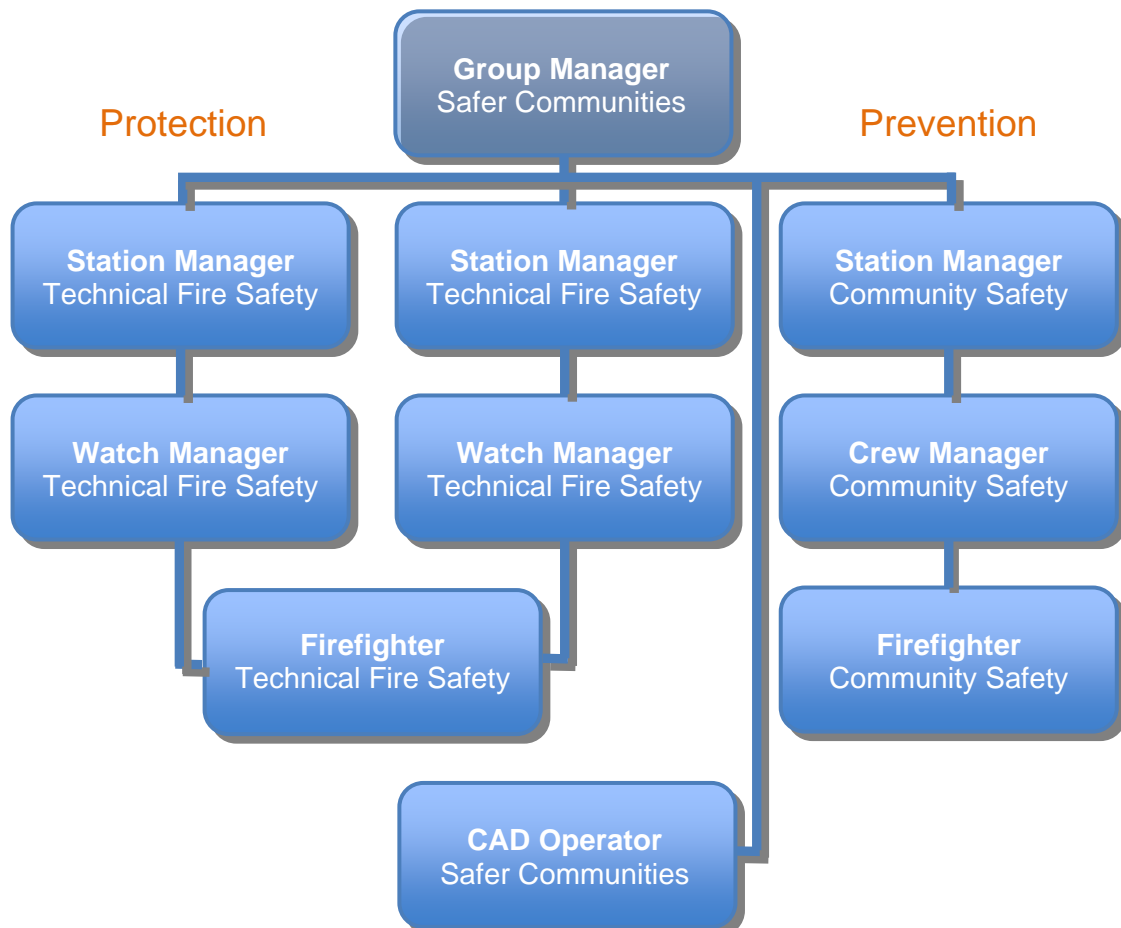 Group Manager
Safer Communities
Protection
Prevention
Station Manager
Technical Fire Safety
Station Manager
Technical Fire Safety
Station Manager
Community Safety
Watch Manager
Technical Fire Safety
Watch Manager
Technical Fire Safety
Crew Manager
Community Safety
Firefighter
Technical Fire Safety
Firefighter
Community Safety
CAD Operator
Safer Communities